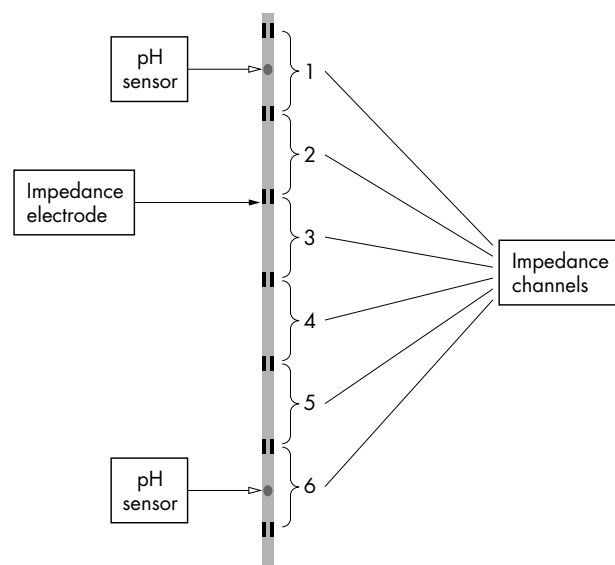 pH
sensor
1
2
Impedance
electrode
3
Impedance
channels
4
5
pH
sensor
6